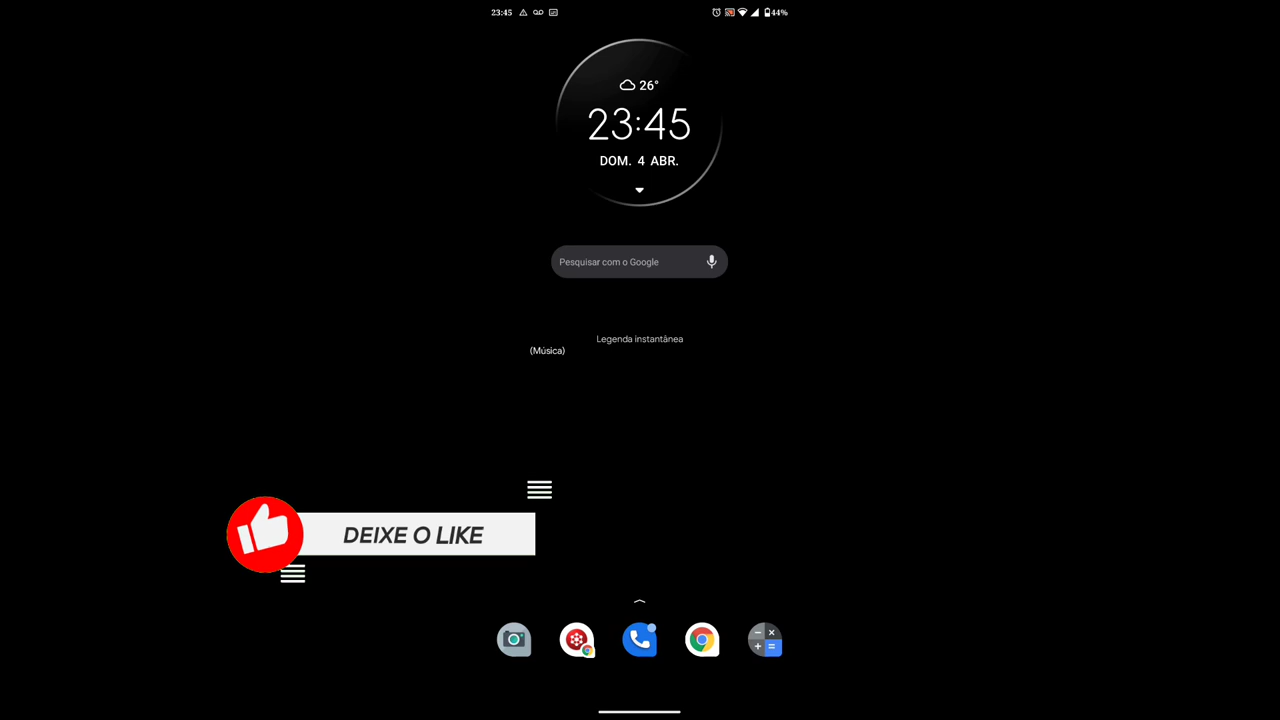 23:45
44%
26°
23:45
DOM. 4 ABR.
Pesquisar com o Google
Legenda instantânea
(Música)
DEIXE O LIKE